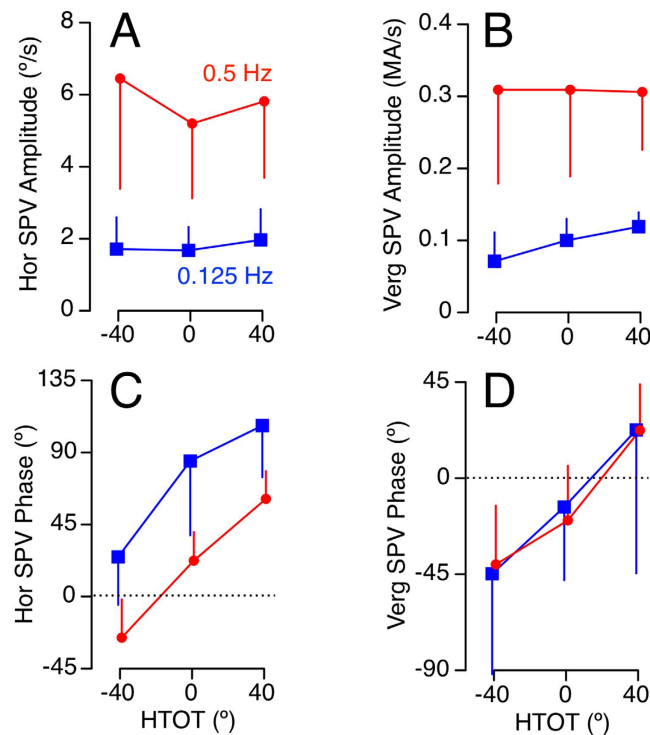 A
Hor SPV Amplitude (º/s)
8
6
4
2
0
0.5 Hz
0.125 Hz
-40 0 40
B
Verg SPV Amplitude (MA/s)
0.4
0.3
0.2
0.1
0
-40 0 40
C
Hor SPV Phase (º)
135
90
45
0
-45
-40 0 40
HTOT (º)
D
Verg SPV Phase (º)
45
0
-45
-90
-40 0 40
HTOT (º)